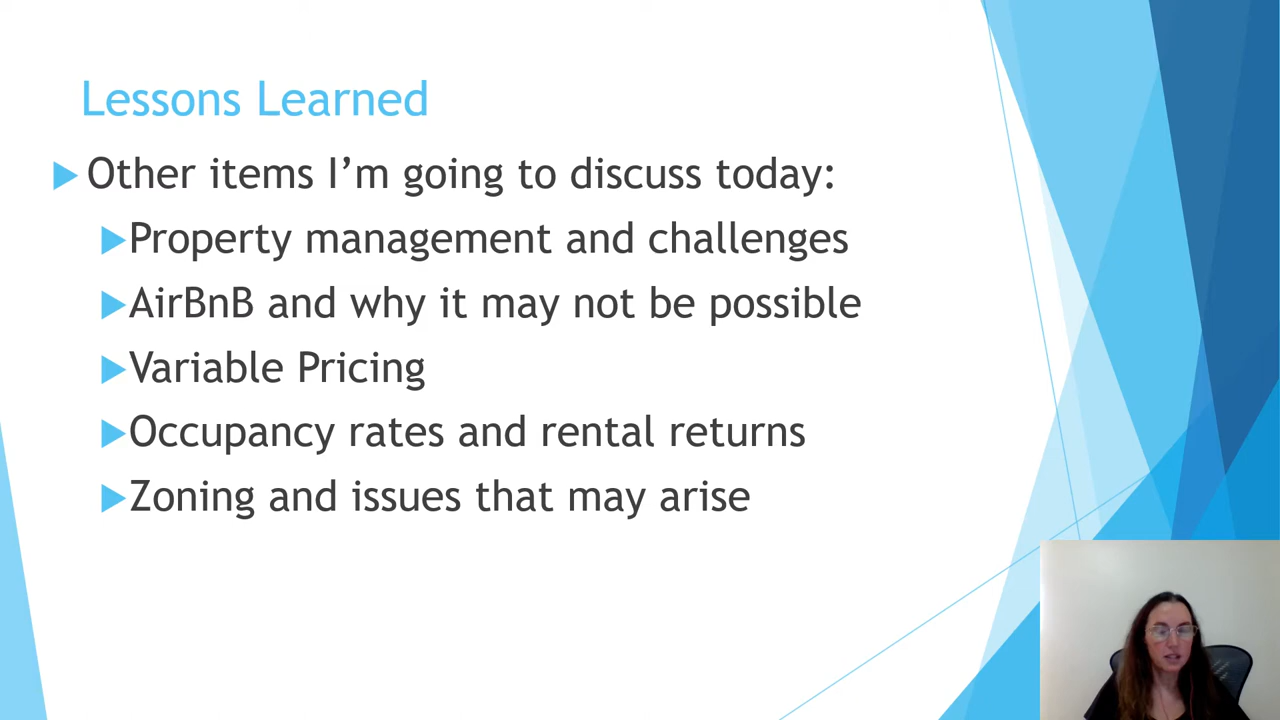 Lessons Learned
Other items I’m going to discuss today:
Property management and challenges
AirBnB and why it may not be possible
Variable Pricing
Occupancy rates and rental returns
Zoning and issues that may arise